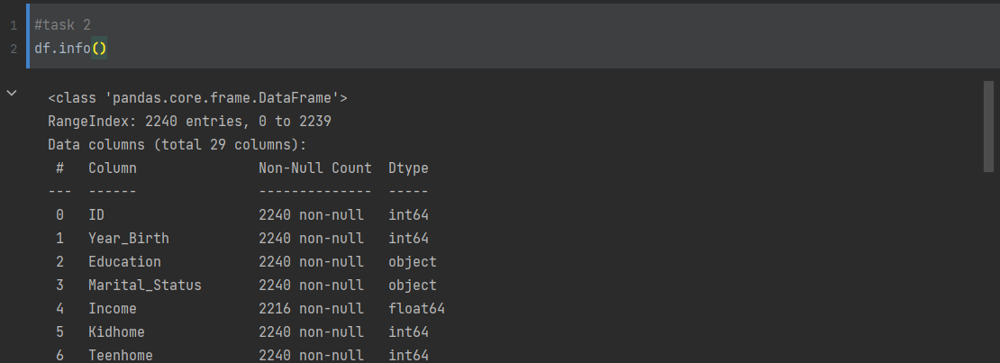 1 #task 2
2 df.info()
<class 'pandas.core.frame.DataFrame'>
RangeIndex: 2240 entries, 0 to 2239
Data columns (total 29 columns):
 #   Column               Non-Null Count  Dtype
---  ------               --------------  -----
 0   ID                   2240 non-null   int64
 1   Year_Birth           2240 non-null   int64
 2   Education            2240 non-null   object
 3   Marital_Status       2240 non-null   object
 4   Income               2216 non-null   float64
 5   Kidhome              2240 non-null   int64
 6   Teenhome             2240 non-null   int64